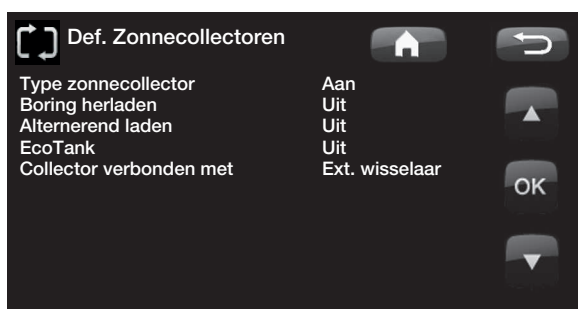 Def. Zonnecollectoren
Type zonnecollector Aan
Boring herladen Uit
Alternerend laden Uit
EcoTank Uit
Collector verbonden met Ext. wisselaar
OK